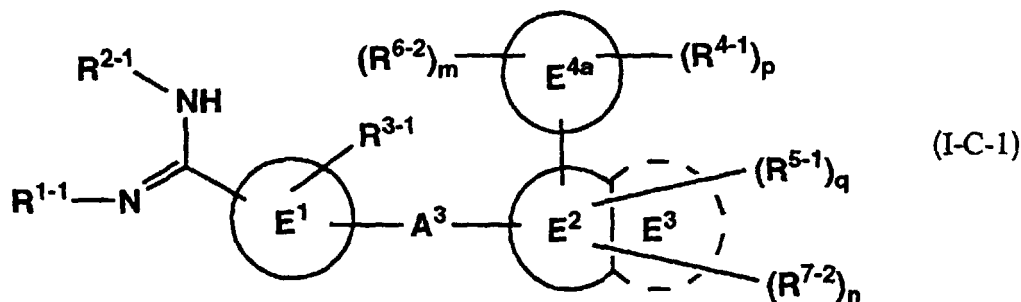 R²⁻¹
(R⁶⁻²)ₘ E⁴ᵃ (R⁴⁻¹)ₚ
NH
R³⁻¹
(I-C-1)
R¹⁻¹ N E¹ A³ E² E³ (R⁵⁻¹)q
(R⁷⁻²)ₙ